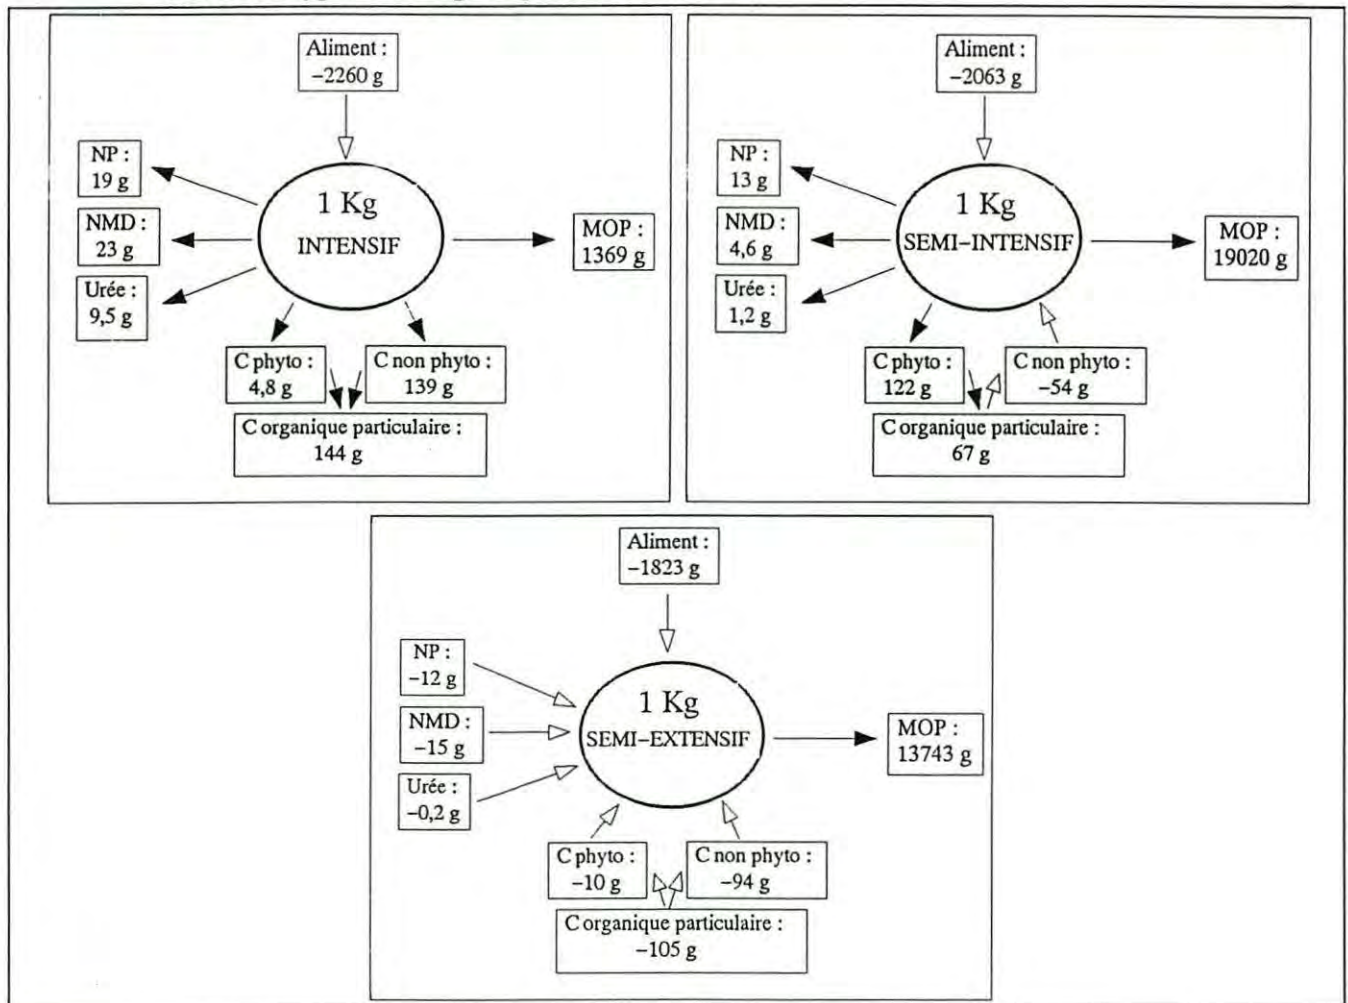 Aliment :
−2260 g
NP :
19 g
NMD :
23 g
Urée :
9,5 g
1 Kg
INTENSIF
MOP :
1369 g
C phyto :
4,8 g
C non phyto :
139 g
C organique particulaire :
144 g
Aliment :
−2063 g
NP :
13 g
NMD :
4,6 g
Urée :
1,2 g
1 Kg
SEMI−INTENSIF
MOP :
19020 g
C phyto :
122 g
C non phyto :
−54 g
C organique particulaire :
67 g
Aliment :
−1823 g
NP :
−12 g
NMD :
−15 g
Urée :
−0,2 g
1 Kg
SEMI−EXTENSIF
MOP :
13743 g
C phyto :
−10 g
C non phyto :
−94 g
C organique particulaire :
−105 g